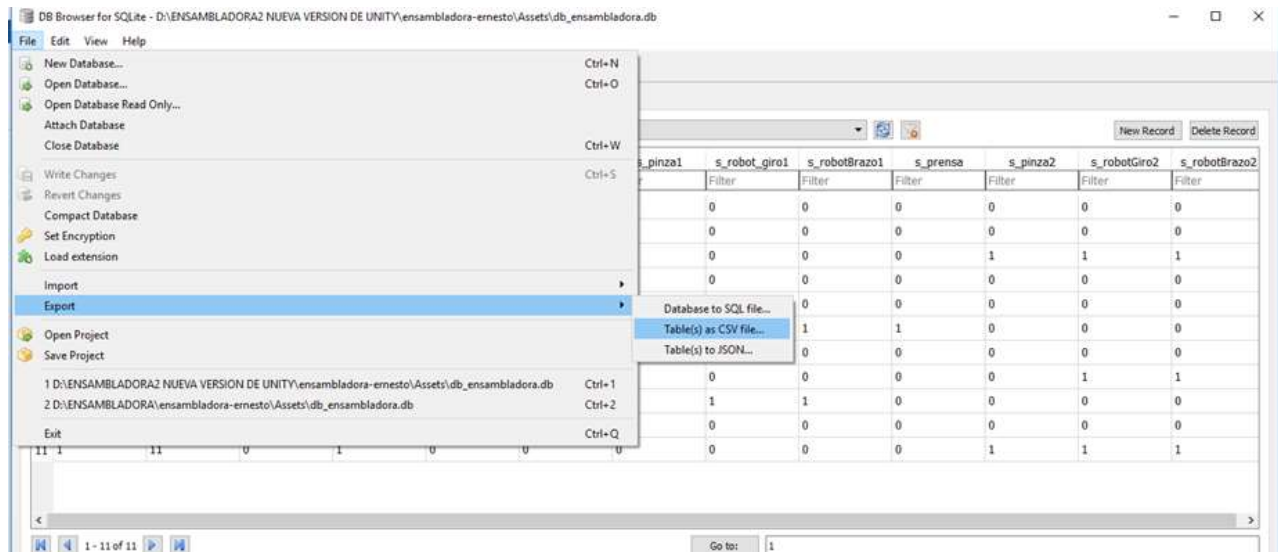 DB Browser for SQLite - D:\ENSAMBLADORA2 NUEVA VERSION DE UNITY\ensambladora-ernesto\Assets\db_ensambladora.db
File Edit View Help
New Database... Ctrl+N
Open Database... Ctrl+O
Open Database Read Only...
Attach Database
Close Database Ctrl+W
Write Changes Ctrl+S
Revert Changes
Compact Database
Set Encryption
Load extension
Import
Export
Open Project
Save Project
1 D:\ENSAMBLADORA2 NUEVA VERSION DE UNITY\ensambladora-ernesto\Assets\db_ensambladora.db Ctrl+1
2 D:\ENSAMBLADORA\ensambladora-ernesto\Assets\db_ensambladora.db Ctrl+2
Exit Ctrl+Q
Database to SQL file...
Table(s) as CSV file...
Table(s) to JSON...
New Record Delete Record
s_pinza1 s_robot_giro1 s_robotBrazo1 s_prensa s_pinza2 s_robotGiro2 s_robotBrazo2
Filter Filter Filter Filter Filter Filter
0 0 0 0 0 0
0 0 0 0 0 0
0 0 0 1 1 1
0 0 0 0 0 0
0 0 0 0 0
1 1 0 0 0
0 0 0 0 0
0 0 0 0 1 1
1 1 0 0 0 0
0 0 0 0 0 0
11 1 11 0 1 0 0 0 0 0 0 1 1 1
1 - 11 of 11 Go to: 1